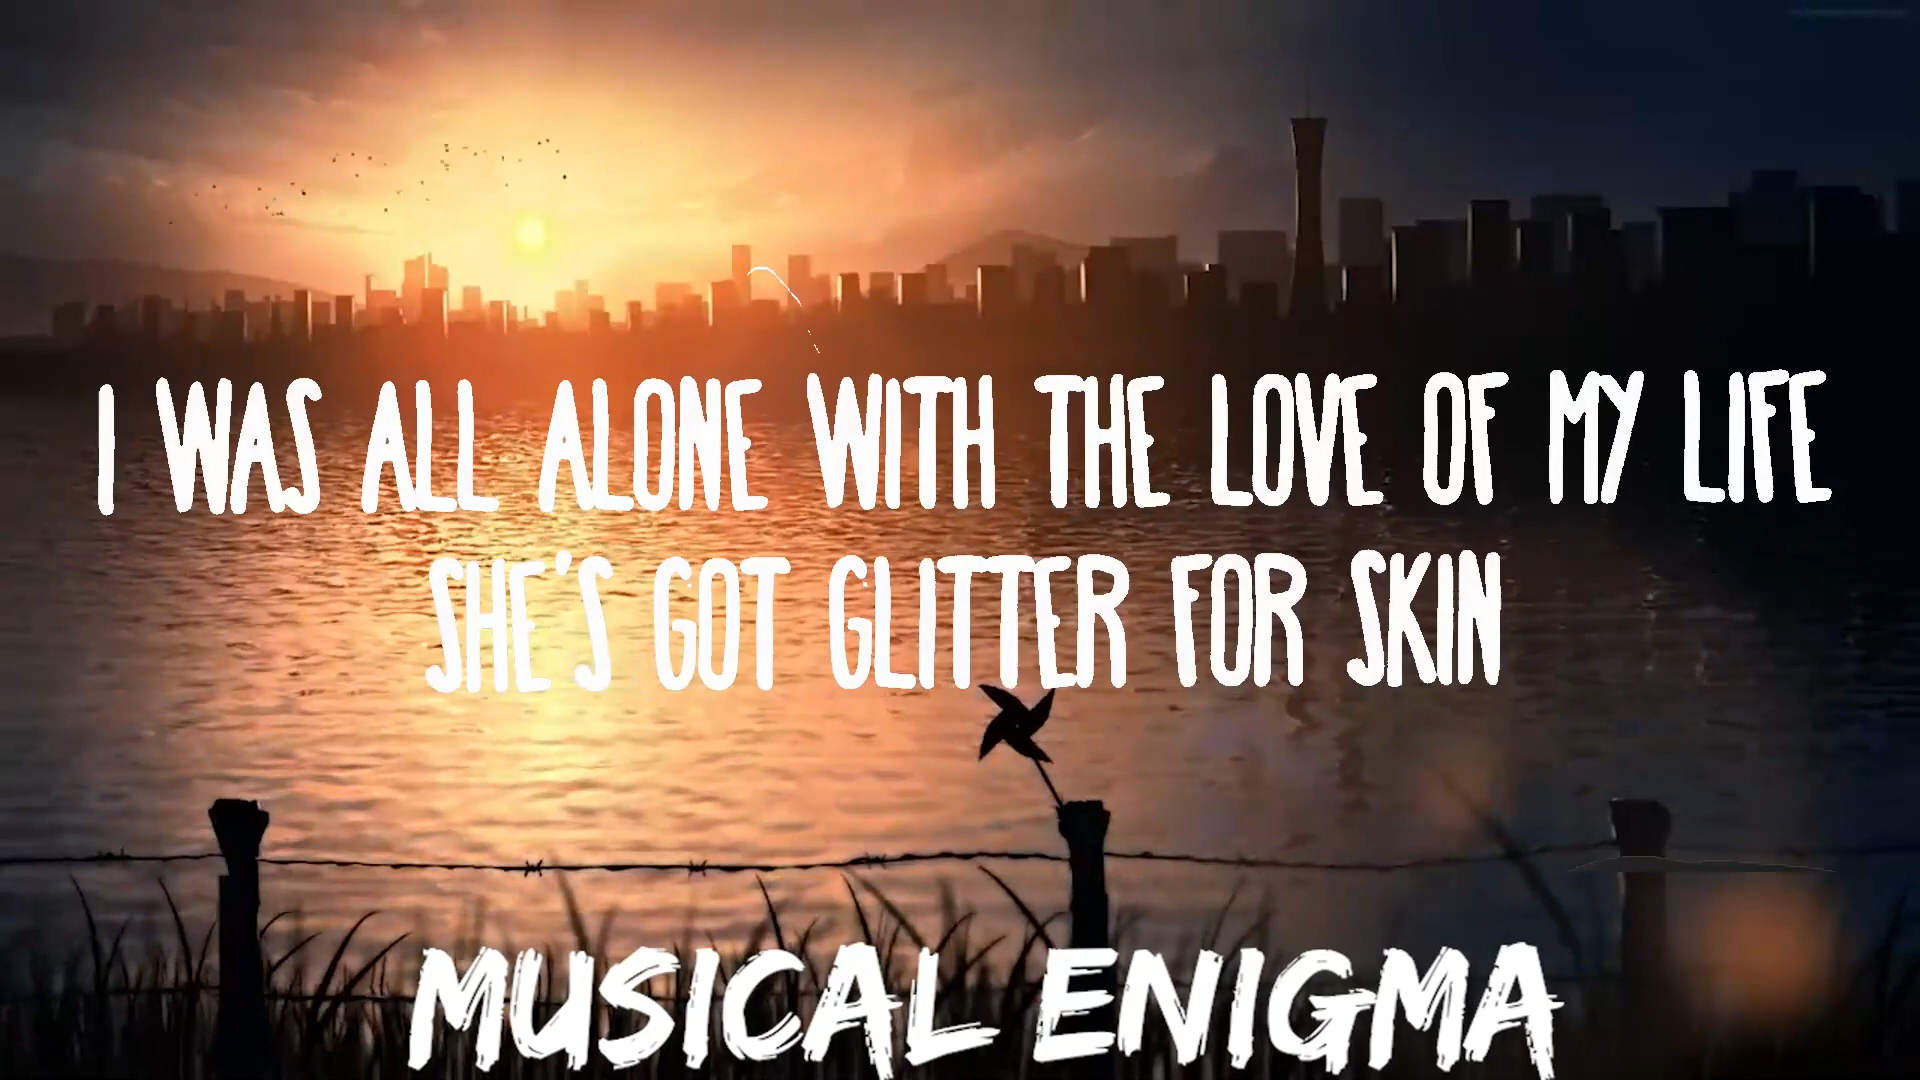 I WAS ALL ALONE WITH THE LOVE OF MY LIFE
SHE'S GOT GLITTER FOR SKIN
MUSICAL ENIGMA